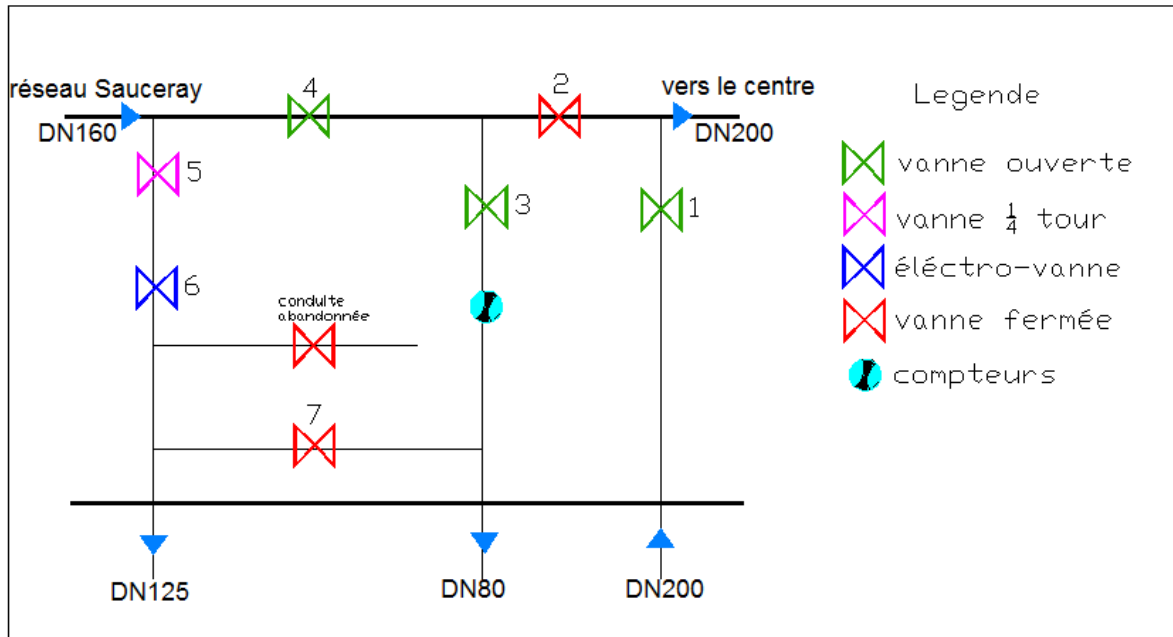 réseau Sauceray
DN160
4
2
vers le centre
DN200
5
3
1
6
conduite
abandonnée
7
DN125
DN80
DN200
Legende
vanne ouverte
vanne 1/4 tour
éléctro-vanne
vanne fermée
compteurs